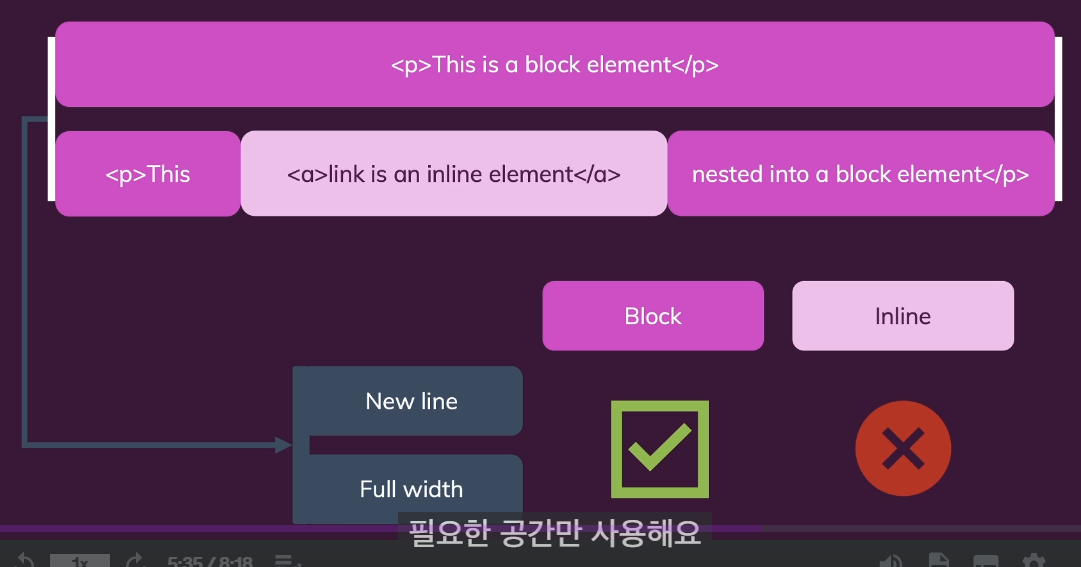 <p>This is a block element</p>
<p>This <a>link is an inline element</a> nested into a block element</p>
Block Inline
New line
Full width
필요한 공간만 사용해요
1x 5:35 / 8:18